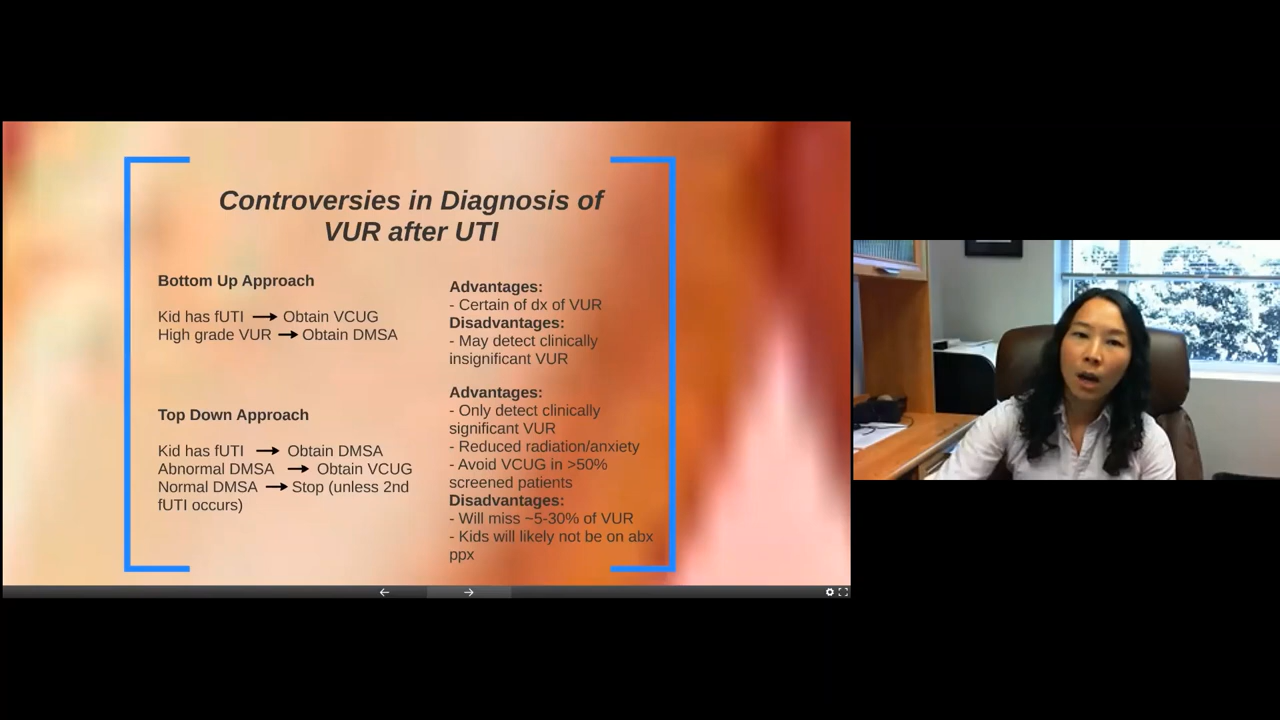 Controversies in Diagnosis of
VUR after UTI
Bottom Up Approach
Kid has fUTI → Obtain VCUG
High grade VUR → Obtain DMSA
Advantages:
- Certain of dx of VUR
Disadvantages:
- May detect clinically
insignificant VUR
Top Down Approach
Kid has fUTI → Obtain DMSA
Abnormal DMSA → Obtain VCUG
Normal DMSA → Stop (unless 2nd
fUTI occurs)
Advantages:
- Only detect clinically
significant VUR
- Reduced radiation/anxiety
- Avoid VCUG in >50%
screened patients
Disadvantages:
- Will miss ~5-30% of VUR
- Kids will likely not be on abx
ppx